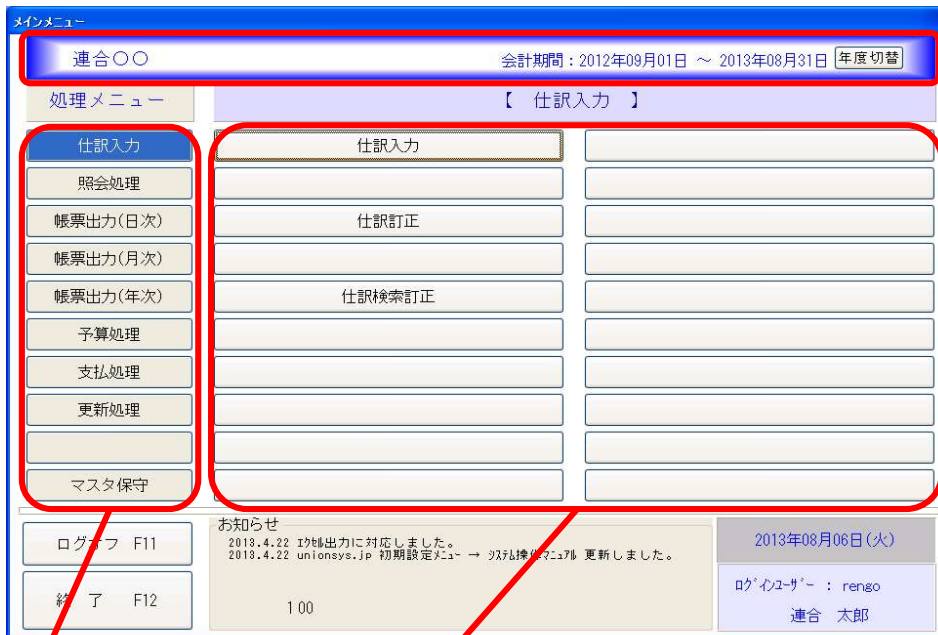 メインメニュー
連合〇〇 会計期間：2012年09月01日 ～ 2013年08月31日 年度切替
処理メニュー 【 仕訳入力 】
仕訳入力 仕訳入力
照会処理
帳票出力(日次) 仕訳訂正
帳票出力(月次)
帳票出力(年次) 仕訳検索訂正
予算処理
支払処理
更新処理
マスタ保守
お知らせ
2013.4.22 ｴｸｾﾙ出力に対応しました。
2013.4.22 unionsys.jp 初期設定ﾒﾆｭｰ → ｼｽﾃﾑ操作ﾏﾆｭｱﾙ 更新しました。
100
ログオフ F11
終 了 F12
2013年08月06日(火)
ﾛｸﾞｲﾝﾕｰｻﾞｰ : rengo
連合 太郎